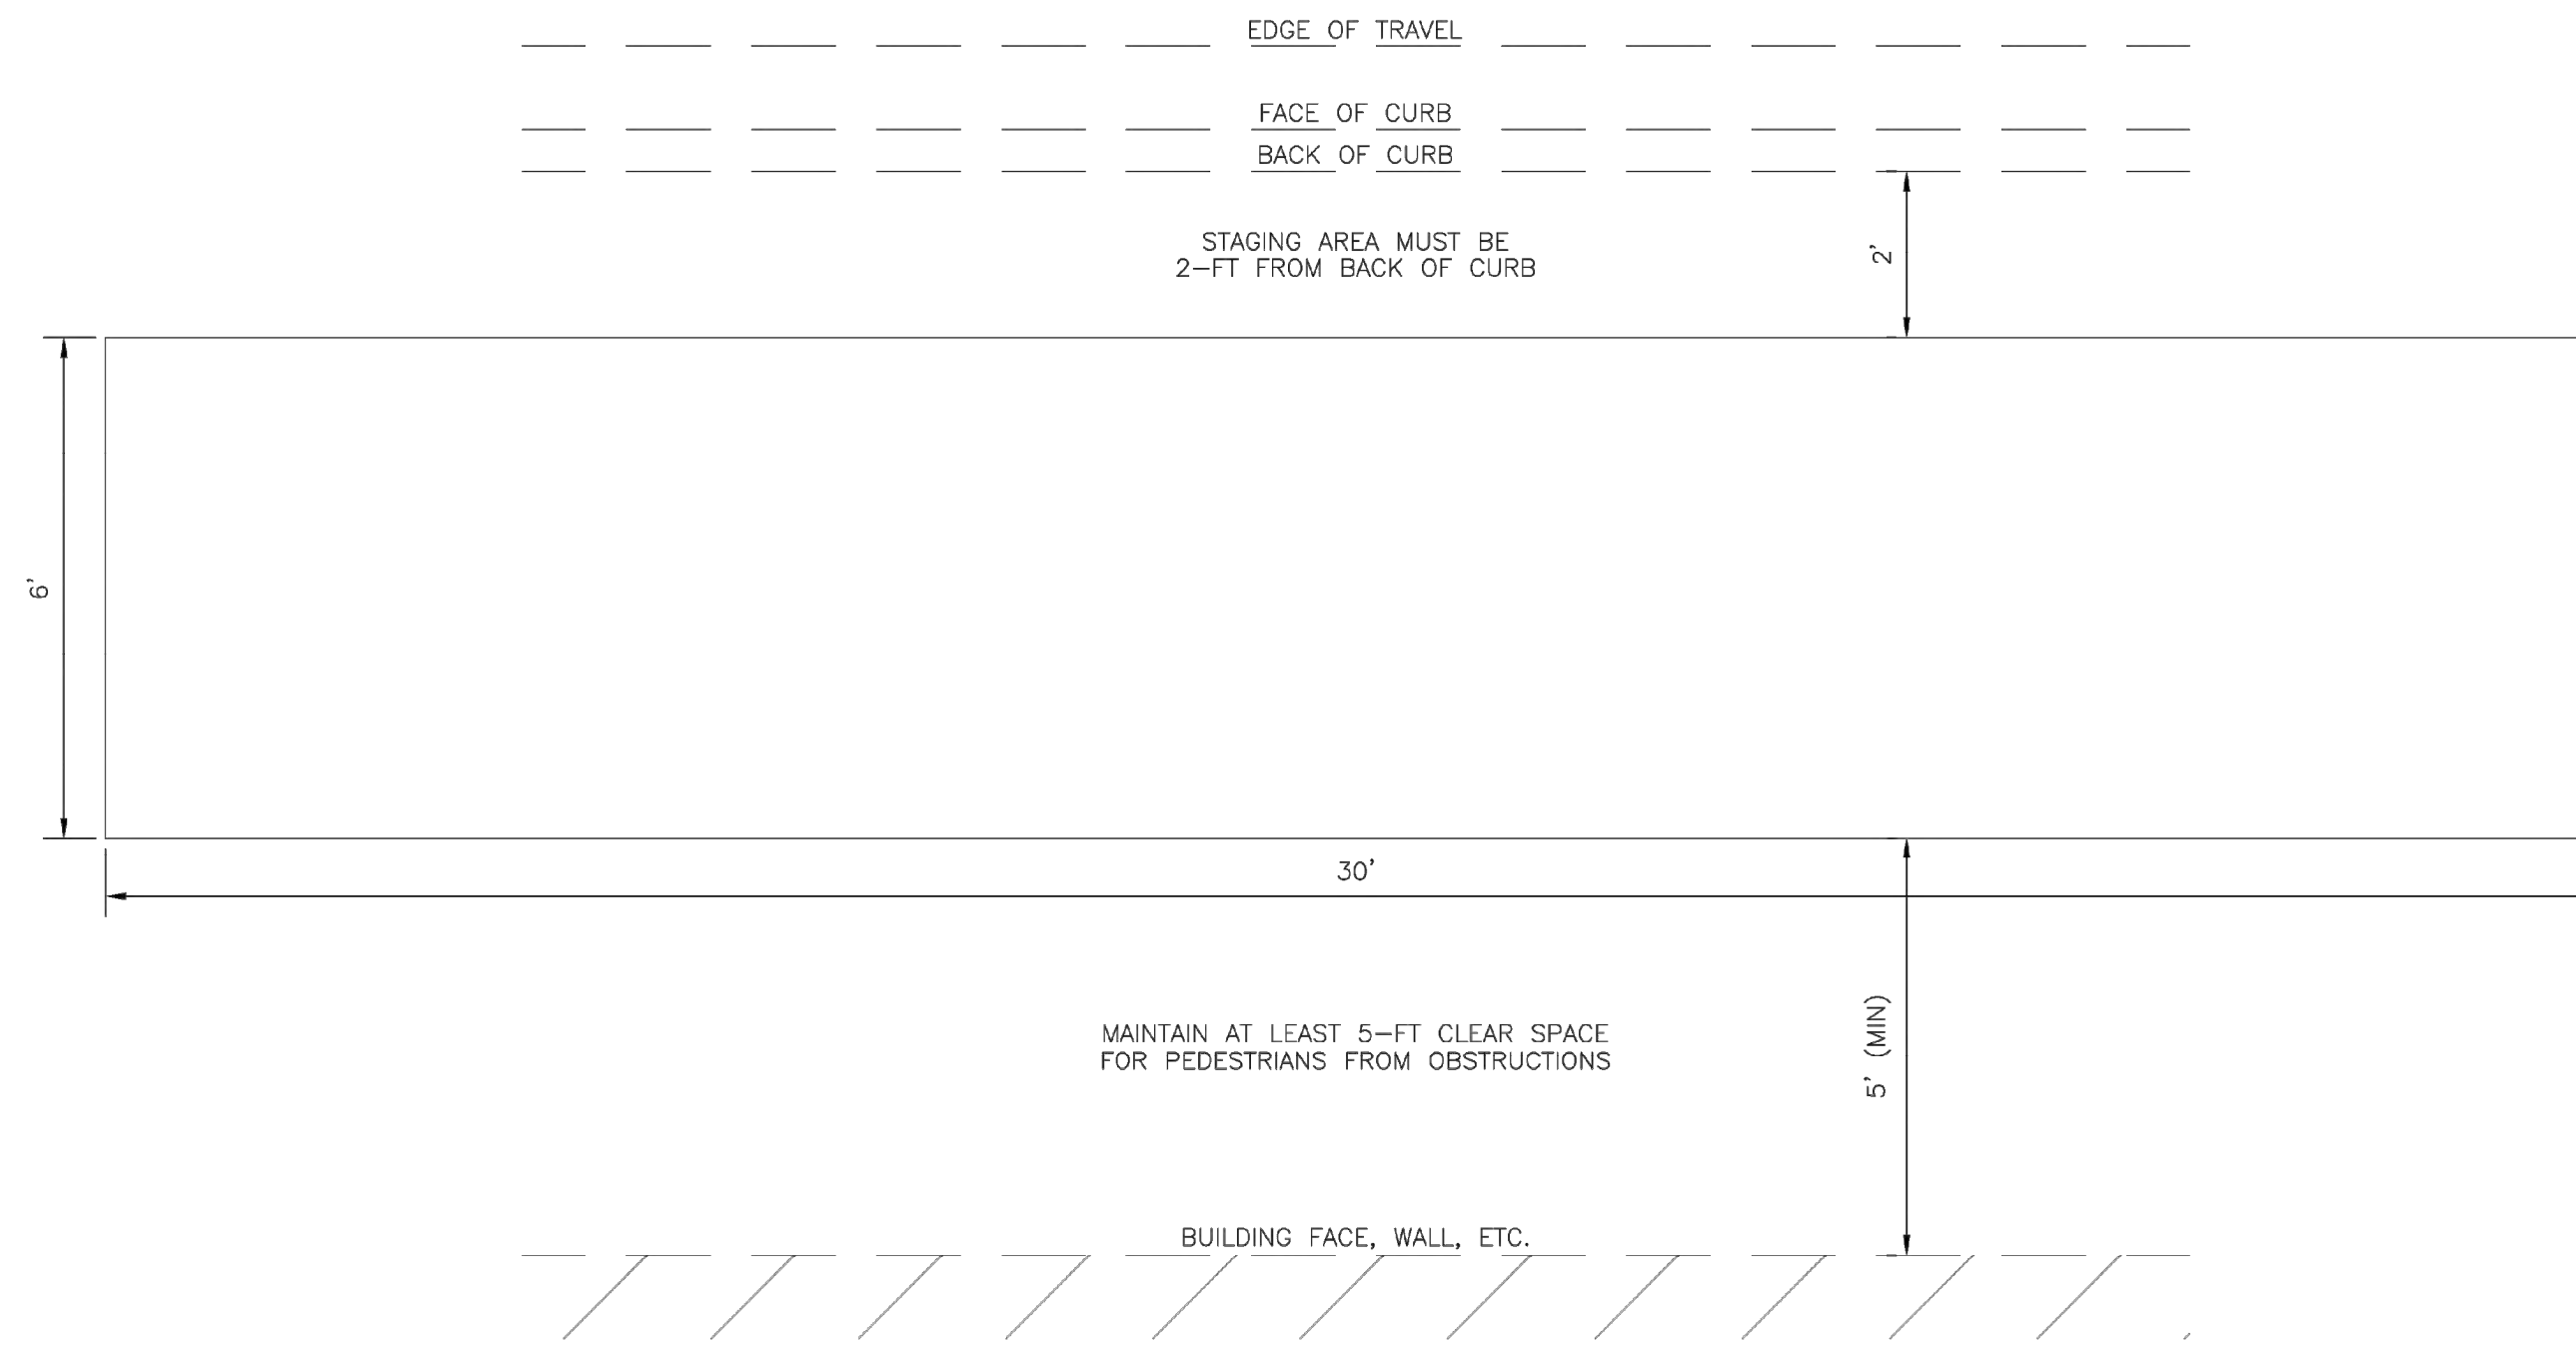 EDGE OF TRAVEL
FACE OF CURB
BACK OF CURB
STAGING AREA MUST BE
2-FT FROM BACK OF CURB
2'
6'
30'
MAINTAIN AT LEAST 5-FT CLEAR SPACE
FOR PEDESTRIANS FROM OBSTRUCTIONS
5' (MIN)
BUILDING FACE, WALL, ETC.